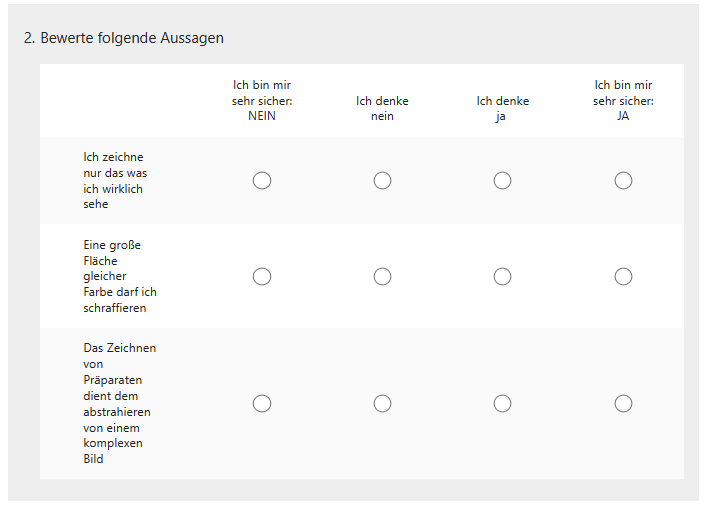 2. Bewerte folgende Aussagen
Ich bin mir
sehr sicher:
NEIN
Ich denke
nein
Ich denke
ja
Ich bin mir
sehr sicher:
JA
Ich zeichne
nur das was
ich wirklich
sehe
Eine große
Fläche
gleicher
Farbe darf ich
schraffieren
Das Zeichnen
von
Präparaten
dient dem
abstrahieren
von einem
komplexen
Bild